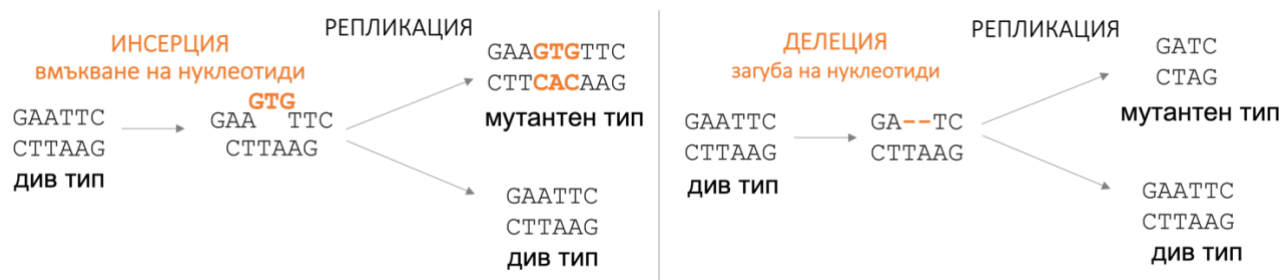 ИНСЕРЦИЯ
вмъкване на нуклеотиди
РЕПЛИКАЦИЯ
GAATTC
CTTAAG
див тип
GTG
GAA TTC
CTTAAG
GAAGTGTTC
CTTCACAAG
мутантен тип
GAATTC
CTTAAG
див тип
ДЕЛЕЦИЯ
загуба на нуклеотиди
РЕПЛИКАЦИЯ
GAATTC
CTTAAG
див тип
GA--TC
CTTAAG
GATC
CTAG
мутантен тип
GAATTC
CTTAAG
див тип